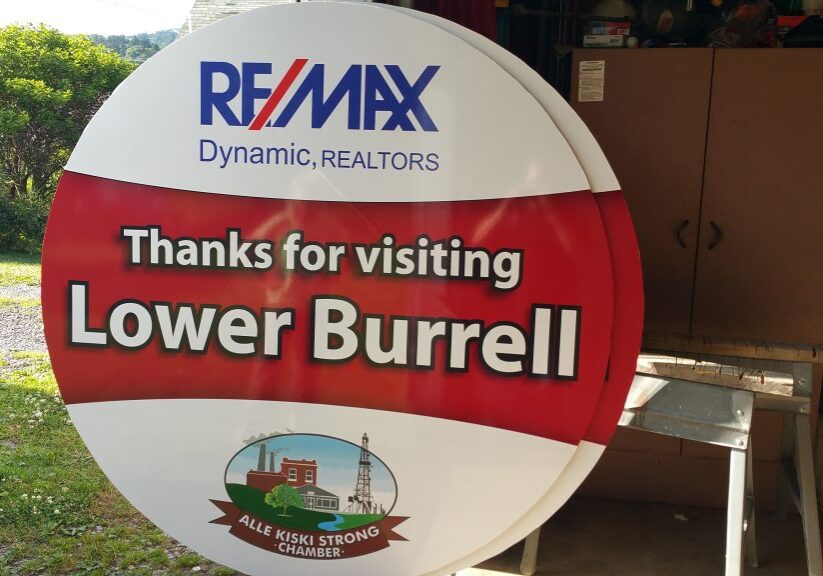 RE/MAX
Dynamic, REALTORS
Thanks for visiting
Lower Burrell
ALLE KISKI STRONG
·CHAMBER·